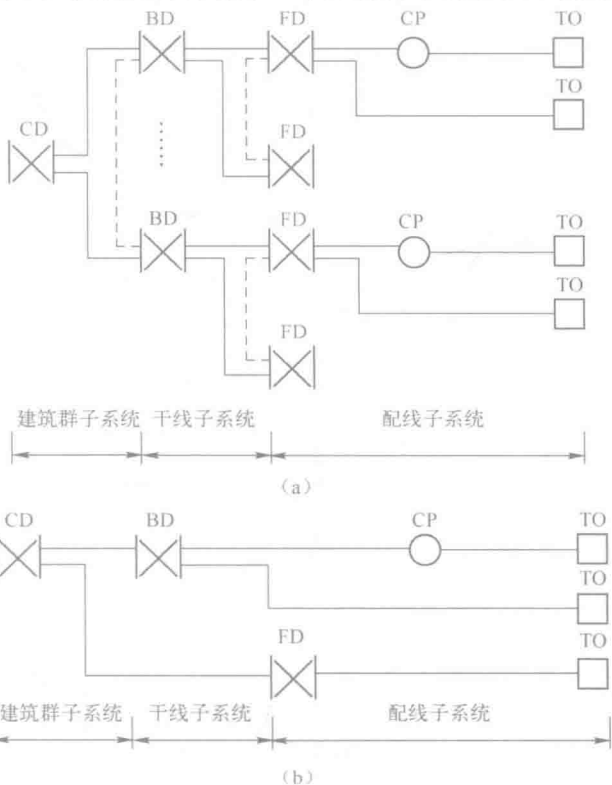 BD FD CP TO
TO
CD FD
BD FD CP TO
TO
FD
建筑群子系统 干线子系统 配线子系统
(a)
CD BD CP TO
TO
FD TO
建筑群子系统 干线子系统 配线子系统
(b)